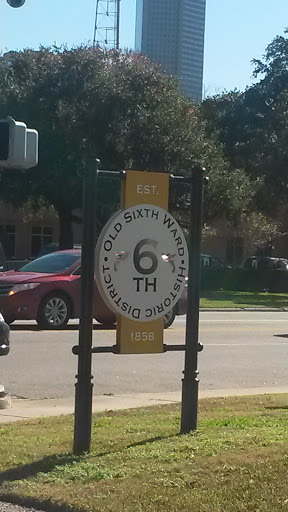 EST.
• OLD SIXTH WARD •
6
TH
HISTORIC DISTRICT
1858